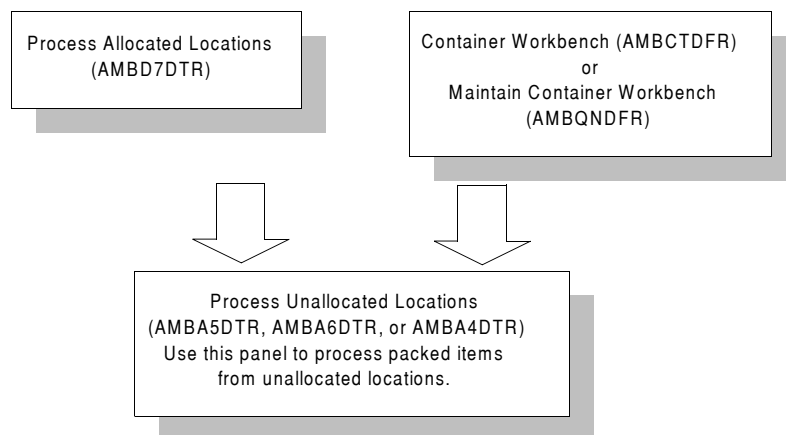 Process Allocated Locations
(AMBD7DTR)
Container Workbench (AMBCTDFR)
or
Maintain Container Workbench
(AMBQNDFR)
Process Unallocated Locations
(AMBA5DTR, AMBA6DTR, or AMBA4DTR)
Use this panel to process packed items
from unallocated locations.